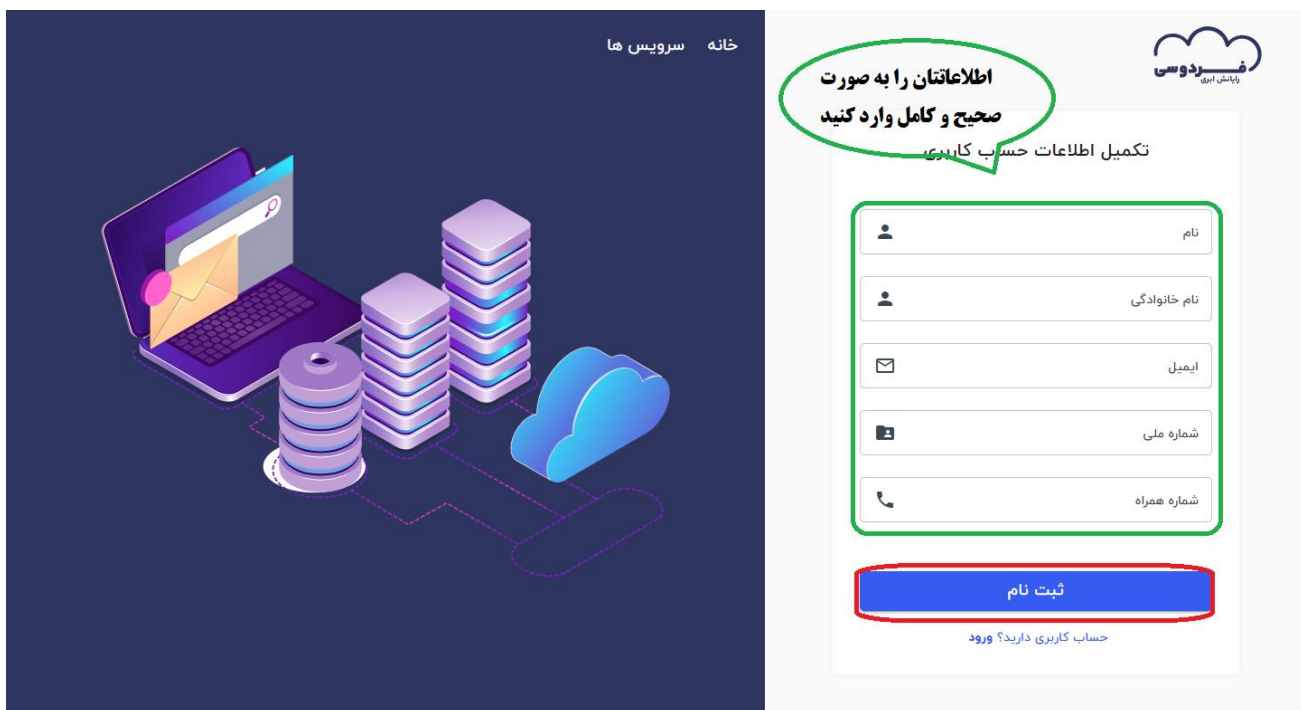 خانه سرویس ها
فردوسی
رایانش ابری
اطلاعاتتان را به صورت
صحیح و کامل وارد کنید
تکمیل اطلاعات حساب کاربری
نام
نام خانوادگی
ایمیل
شماره ملی
شماره همراه
ثبت نام
حساب کاربری دارید؟ ورود